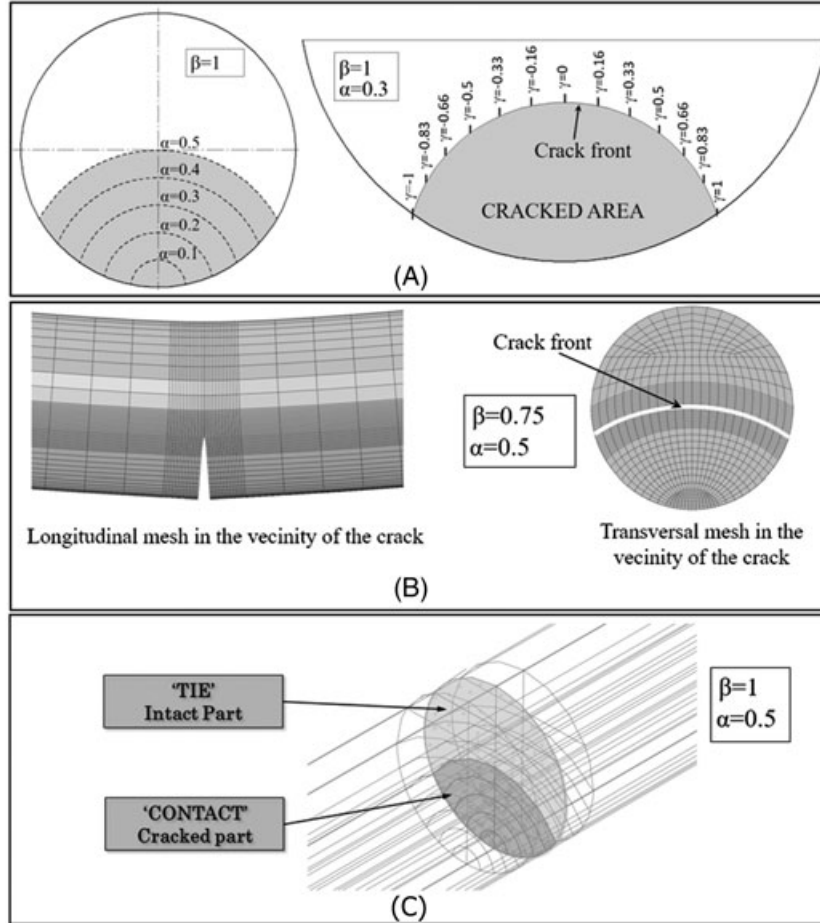 β=1
α=0.5
α=0.4
α=0.3
α=0.2
α=0.1
β=1
α=0.3
γ=-1
γ=-0.83
γ=-0.66
γ=-0.5
γ=-0.33
γ=-0.16
γ=0
γ=0.16
γ=0.33
γ=0.5
γ=0.66
γ=0.83
γ=1
Crack front
CRACKED AREA
(A)
Crack front
β=0.75
α=0.5
Longitudinal mesh in the vecinity of the crack
Transversal mesh in the
vecinity of the crack
(B)
‘TIE’
Intact Part
β=1
α=0.5
‘CONTACT’
Cracked part
(C)